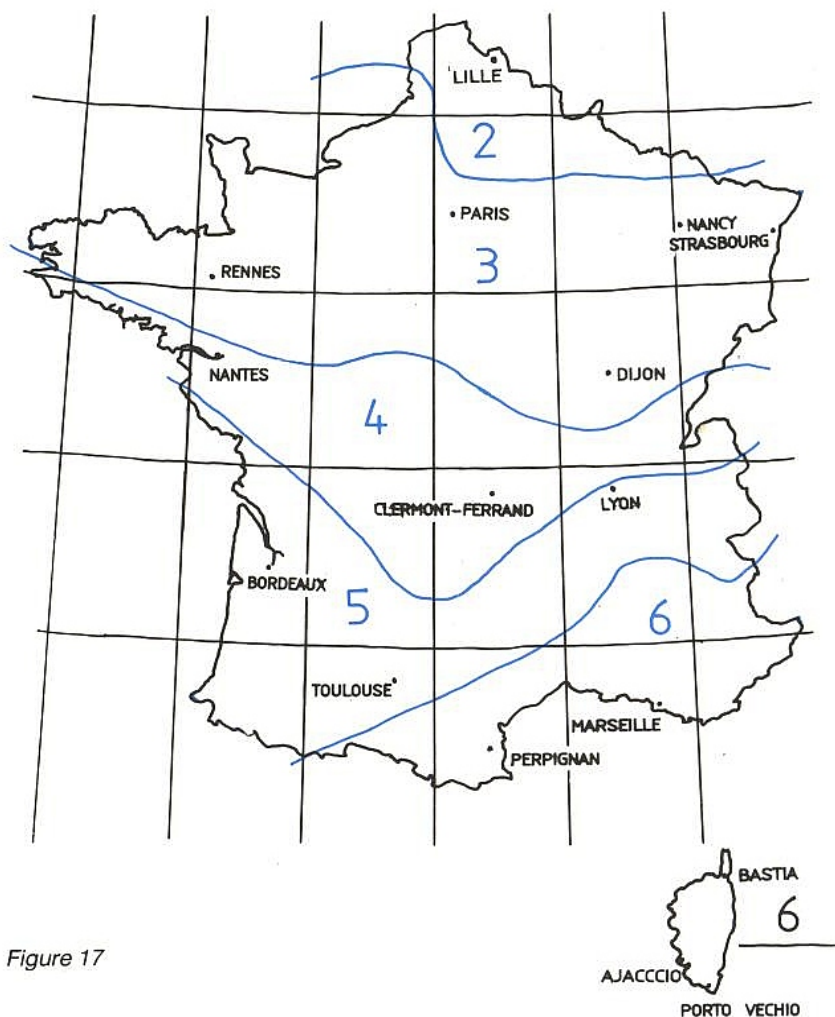 LILLE
2
PARIS
NANCY
STRASBOURG
3
RENNES
NANTES
DIJON
4
CLERMONT-FERRAND
LYON
BORDEAUX
5
6
TOULOUSE
MARSEILLE
PERPIGNAN
BASTIA
6
Figure 17
AJACCCIO
PORTO VECHIO